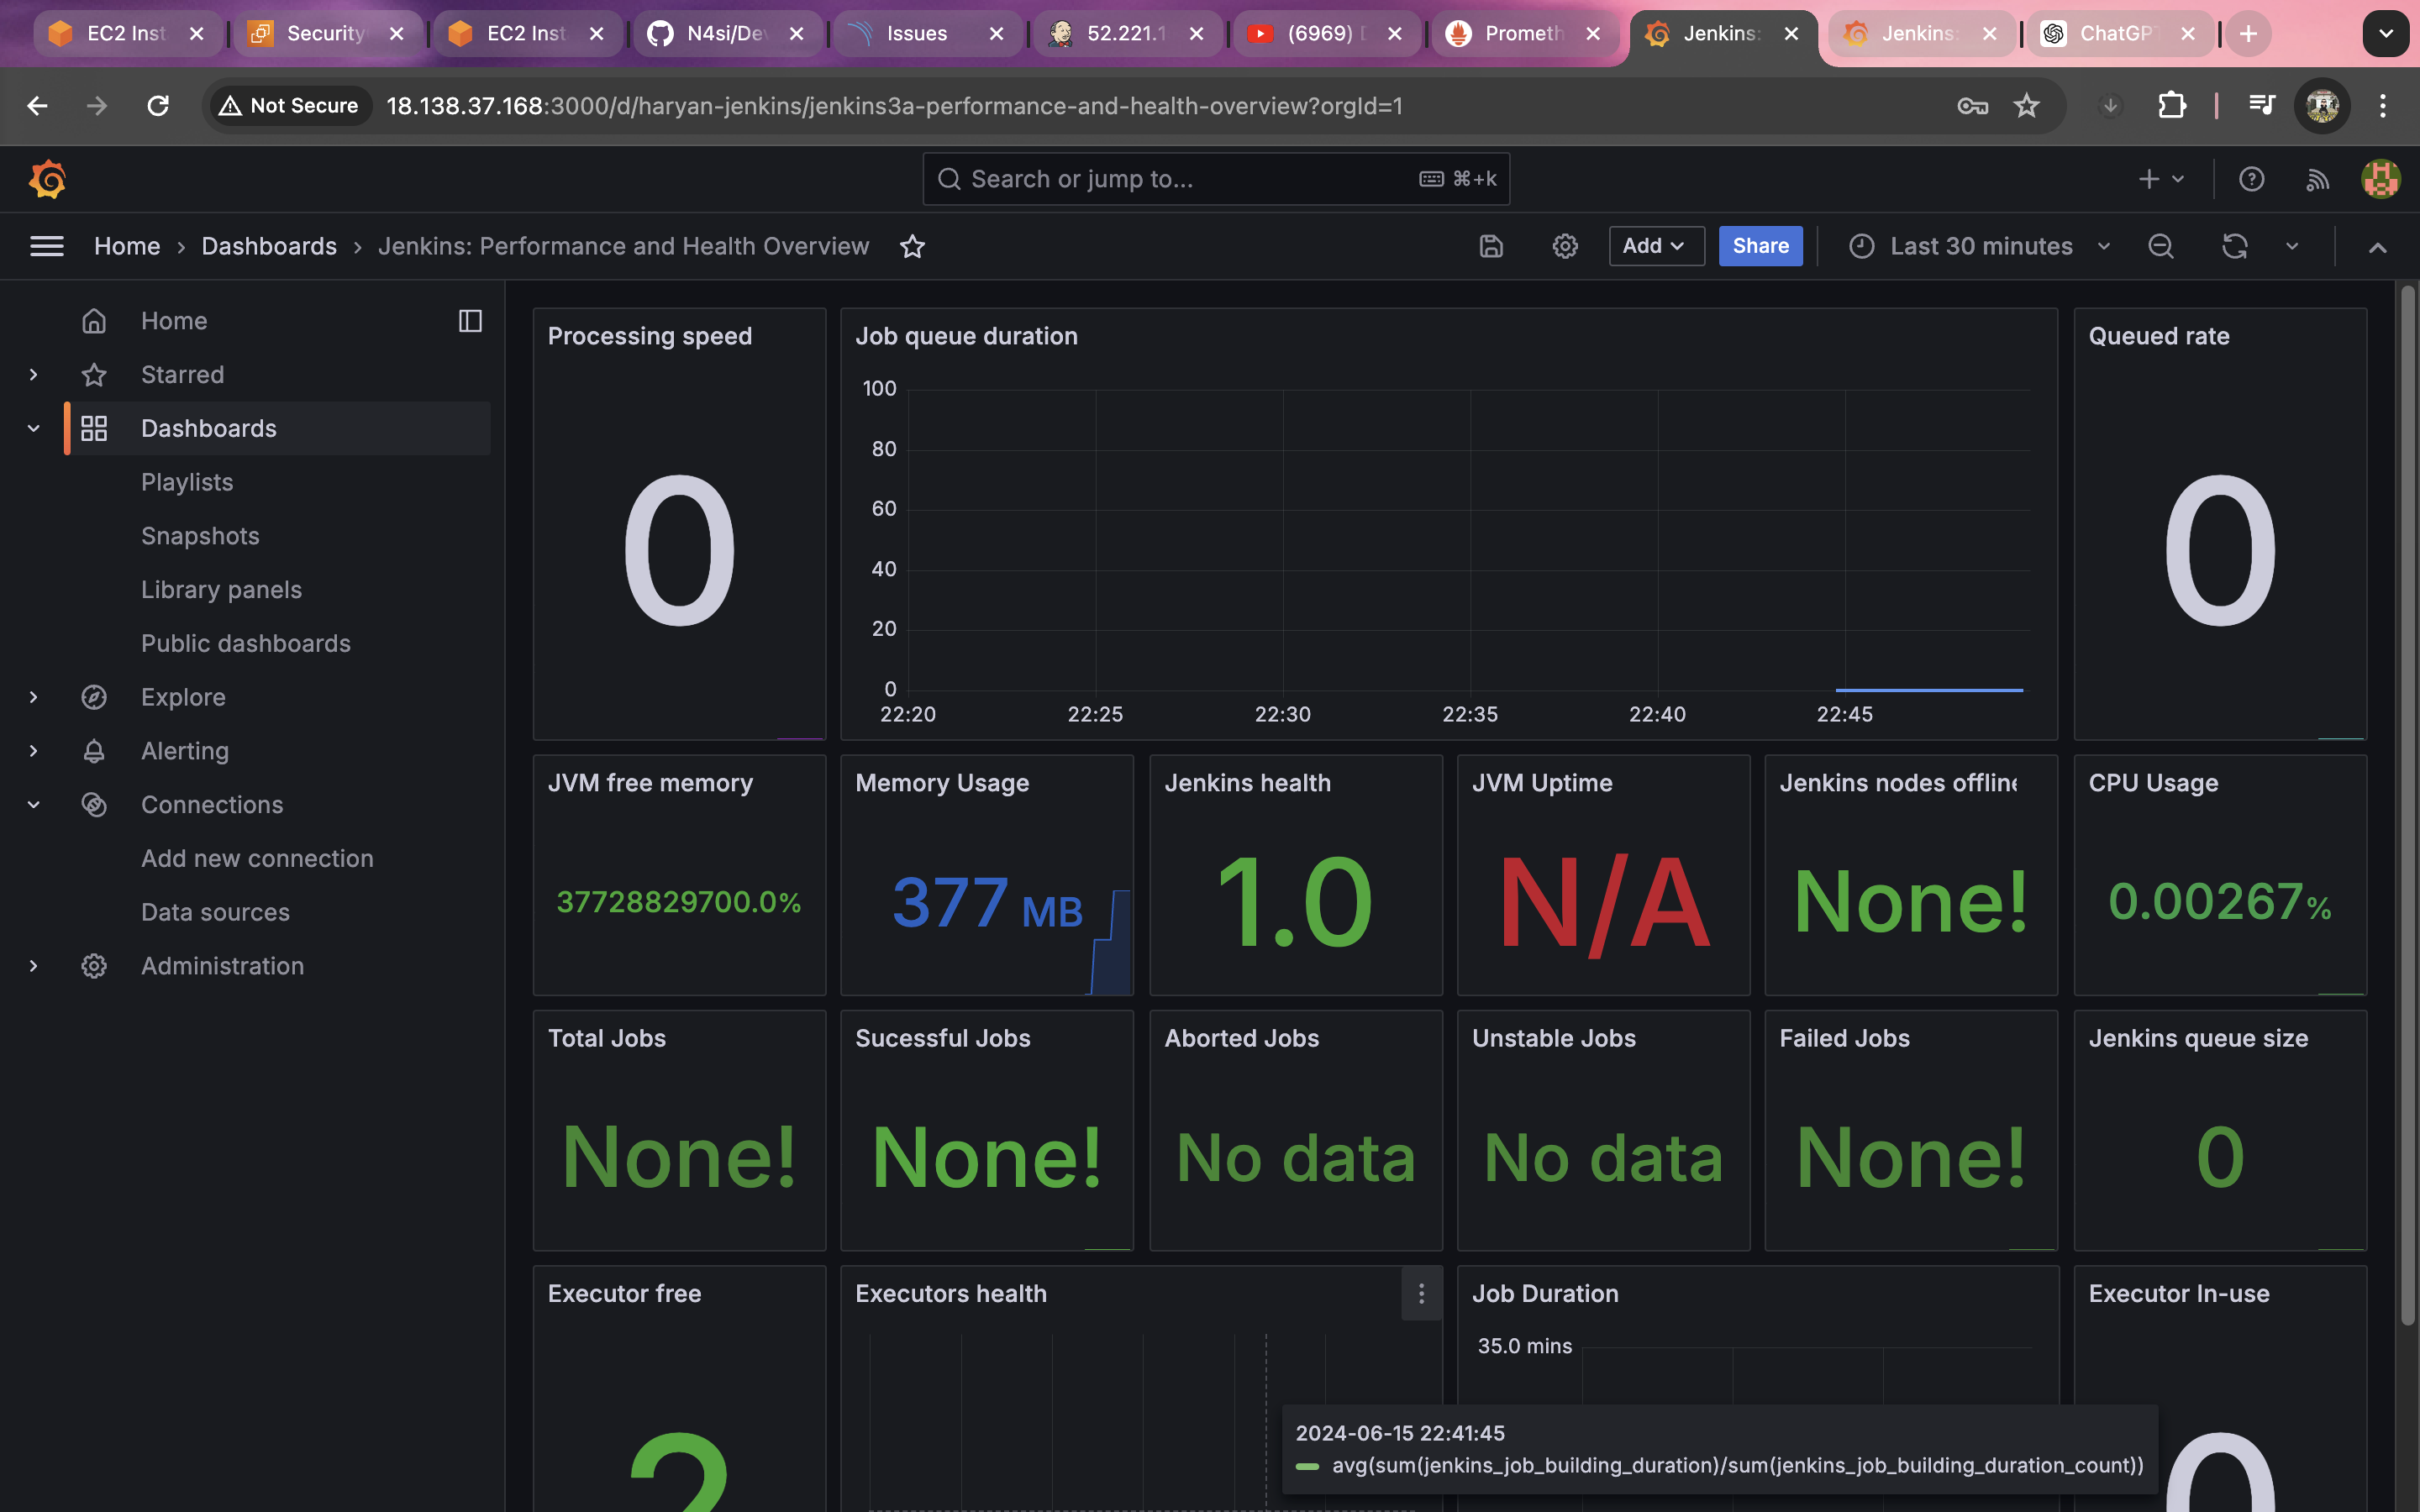 EC2 Inst
Security
EC2 Inst
N4si/Dev
Issues
52.221.1
(6969)
Prometh
Jenkins:
Jenkins:
ChatGPT
Not Secure
18.138.37.168:3000/d/haryan-jenkins/jenkins3a-performance-and-health-overview?orgId=1
Search or jump to...
⌘+k
Home › Dashboards › Jenkins: Performance and Health Overview
Add
Share
Last 30 minutes
Home
Starred
Dashboards
Playlists
Snapshots
Library panels
Public dashboards
Explore
Alerting
Connections
Add new connection
Data sources
Administration
Processing speed
0
Job queue duration
100
80
60
40
20
0
22:20 22:25 22:30 22:35 22:40 22:45
Queued rate
0
JVM free memory
37728829700.0%
Memory Usage
377 MB
Jenkins health
1.0
JVM Uptime
N/A
Jenkins nodes offline
None!
CPU Usage
0.00267%
Total Jobs
None!
Sucessful Jobs
None!
Aborted Jobs
No data
Unstable Jobs
No data
Failed Jobs
None!
Jenkins queue size
0
Executor free
2
Executors health
Job Duration
35.0 mins
2024-06-15 22:41:45
avg(sum(jenkins_job_building_duration)/sum(jenkins_job_building_duration_count))
Executor In-use
0